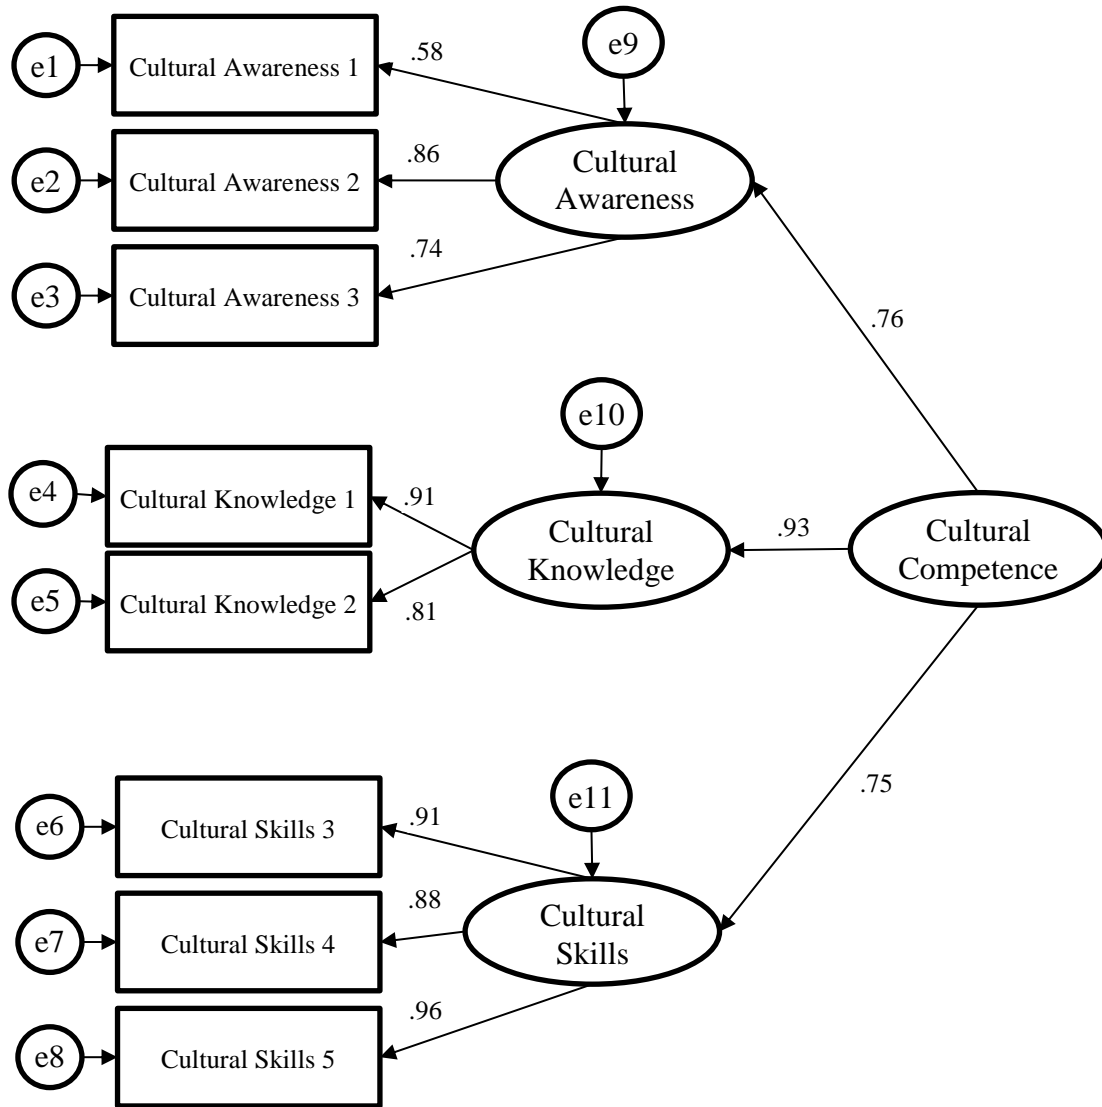 e1
Cultural Awareness 1
.58
e9
e2
Cultural Awareness 2
.86
Cultural
Awareness
e3
Cultural Awareness 3
.74
.76
e10
e4
Cultural Knowledge 1
.91
Cultural
Knowledge
.93
Cultural
Competence
e5
Cultural Knowledge 2
.81
.75
e11
e6
Cultural Skills 3
.91
e7
Cultural Skills 4
.88
Cultural
Skills
e8
Cultural Skills 5
.96